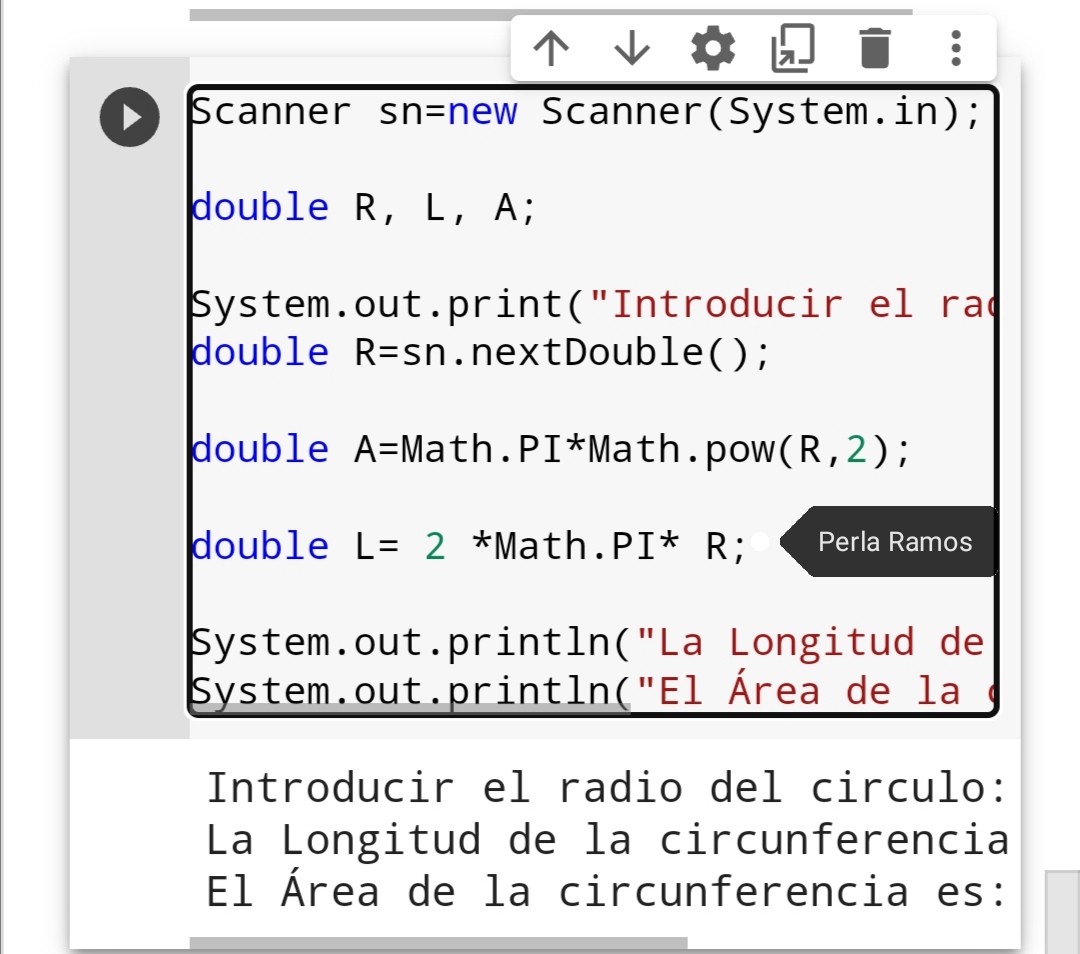 Scanner sn=new Scanner(System.in);
double R, L, A;
System.out.print("Introducir el
double R=sn.nextDouble();
double A=Math.PI*Math.pow(R,2);
double L= 2 *Math.PI* R;
Perla Ramos
System.out.println("La Longitud de
System.out.println("El Área de la
Introducir el radio del circulo:
La Longitud de la circunferencia
El Área de la circunferencia es: